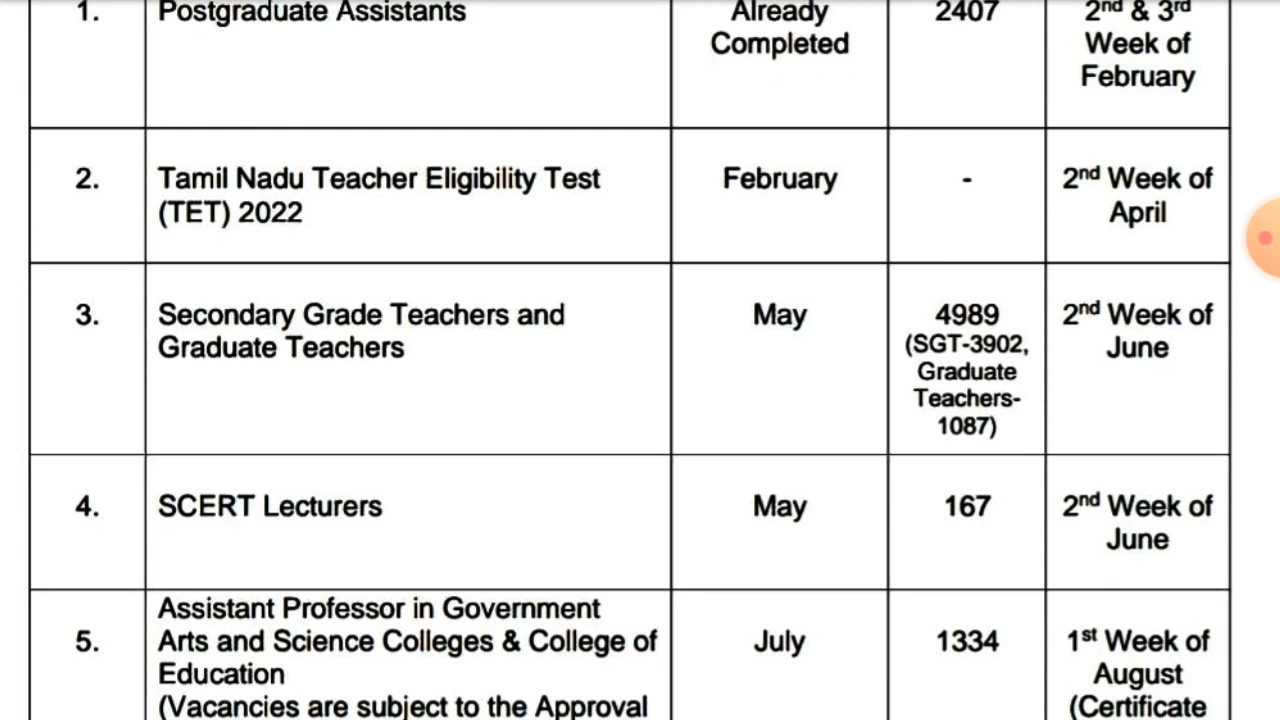 1.
Postgraduate Assistants
Already
Completed
2407
2nd & 3rd
Week of
February
2.
Tamil Nadu Teacher Eligibility Test
(TET) 2022
February
-
2nd Week of
April
3.
Secondary Grade Teachers and
Graduate Teachers
May
4989
(SGT-3902,
Graduate
Teachers-
1087)
2nd Week of
June
4.
SCERT Lecturers
May
167
2nd Week of
June
5.
Assistant Professor in Government
Arts and Science Colleges & College of
Education
(Vacancies are subject to the Approval
July
1334
1st Week of
August
(Certificate